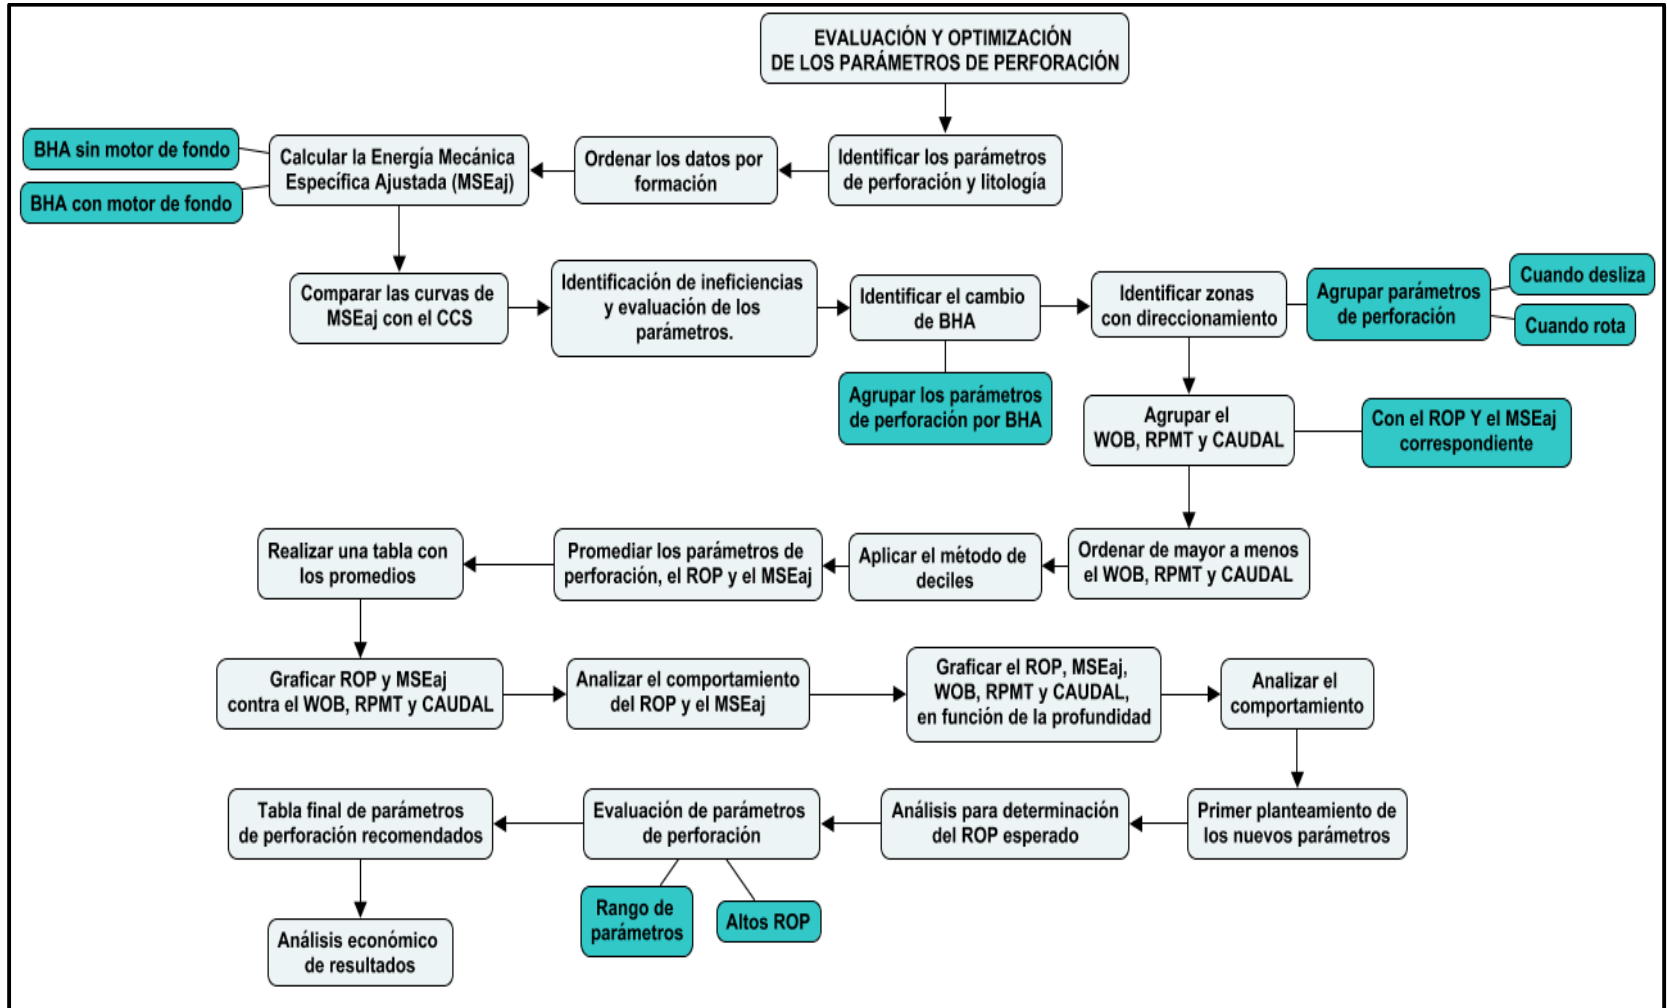 EVALUACIÓN Y OPTIMIZACIÓN
DE LOS PARÁMETROS DE PERFORACIÓN
Identificar los parámetros
de perforación y litología
Ordenar los datos por
formación
Calcular la Energía Mecánica
Específica Ajustada (MSEaj)
BHA sin motor de fondo
BHA con motor de fondo
Comparar las curvas de
MSEaj con el CCS
Identificación de ineficiencias
y evaluación de los
parámetros.
Identificar el cambio
de BHA
Agrupar los parámetros
de perforación por BHA
Identificar zonas
con direccionamiento
Agrupar parámetros
de perforación
Cuando desliza
Cuando rota
Agrupar el
WOB, RPMT y CAUDAL
Con el ROP Y el MSEaj
correspondiente
Ordenar de mayor a menos
el WOB, RPMT y CAUDAL
Aplicar el método de
deciles
Promediar los parámetros de
perforación, el ROP y el MSEaj
Realizar una tabla con
los promedios
Graficar ROP y MSEaj
contra el WOB, RPMT y CAUDAL
Analizar el comportamiento
del ROP y el MSEaj
Graficar el ROP, MSEaj,
WOB, RPMT y CAUDAL,
en función de la profundidad
Analizar el
comportamiento
Primer planteamiento de
los nuevos parámetros
Análisis para determinación
del ROP esperado
Evaluación de parámetros
de perforación
Rango de
parámetros
Altos ROP
Tabla final de parámetros
de perforación recomendados
Análisis económico
de resultados